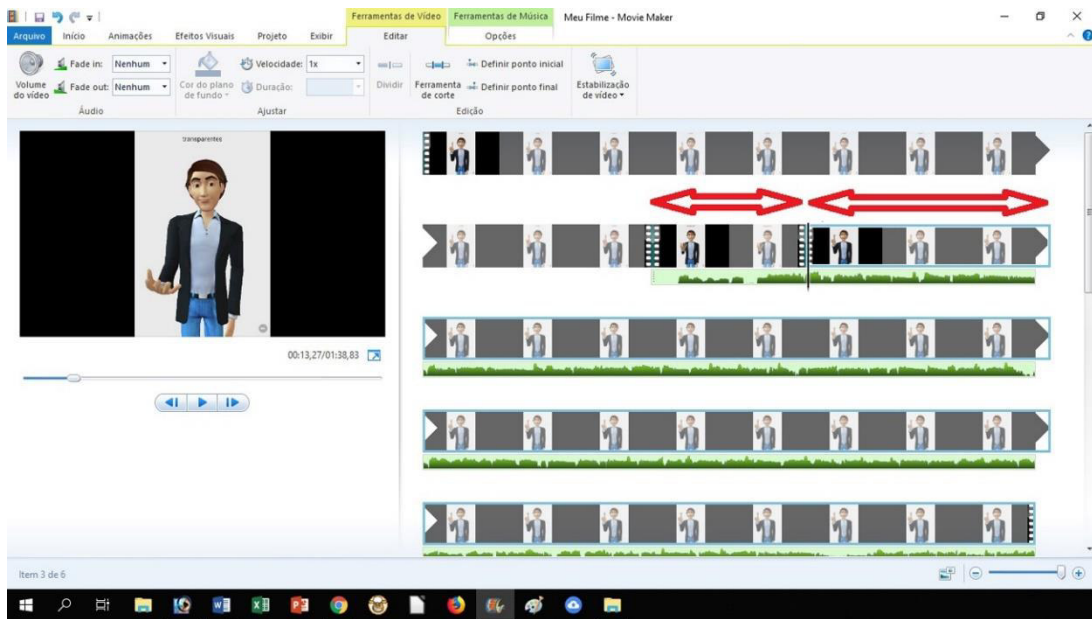 Ferramentas de Vídeo Ferramentas de Música Meu Filme - Movie Maker
Arquivo Início Animações Efeitos Visuais Projeto Exibir Editar Opções
Volume do vídeo
Fade in: Nenhum
Fade out: Nenhum
Áudio
Cor do plano de fundo
Velocidade: 1x
Duração:
Ajustar
Dividir
Ferramenta de corte
Definir ponto inicial
Definir ponto final
Edição
Estabilização de vídeo
transparentes
00:13,27/01:38,83
Item 3 de 6